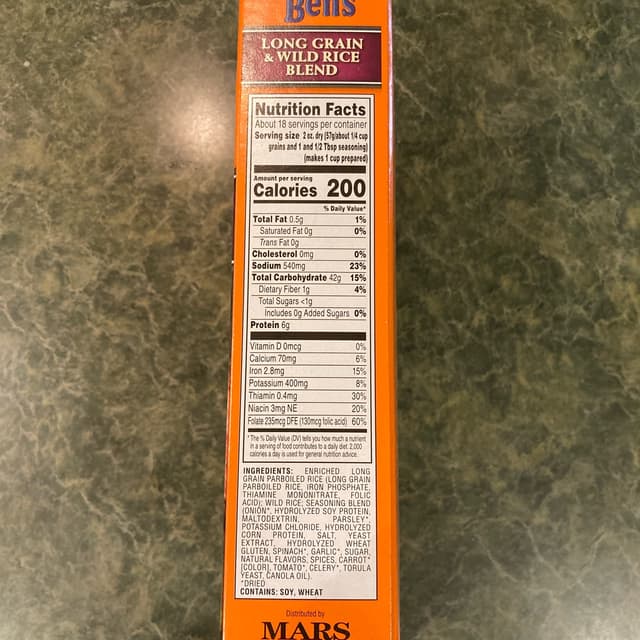 Ben's
LONG GRAIN
& WILD RICE
BLEND
Nutrition Facts
About 18 servings per container
Serving size 2 oz. dry (57g/about 1/4 cup
grains and 1 and 1/2 Tbsp seasoning)
(makes 1 cup prepared)
Amount per serving
Calories 200
% Daily Value*
Total Fat 0.5g 1%
Saturated Fat 0g 0%
Trans Fat 0g
Cholesterol 0mg 0%
Sodium 540mg 23%
Total Carbohydrate 42g 15%
Dietary Fiber 1g 4%
Total Sugars <1g
Includes 0g Added Sugars 0%
Protein 6g
Vitamin D 0mcg 0%
Calcium 70mg 6%
Iron 2.8mg 15%
Potassium 400mg 8%
Thiamin 0.4mg 30%
Niacin 3mg NE 20%
Folate 235mcg DFE (130mcg folic acid) 60%
*The % Daily Value (DV) tells you how much a nutrient
in a serving of food contributes to a daily diet. 2,000
calories a day is used for general nutrition advice.
INGREDIENTS: ENRICHED LONG
GRAIN PARBOILED RICE (LONG GRAIN
PARBOILED RICE, IRON PHOSPHATE,
THIAMINE MONONITRATE, FOLIC
ACID); WILD RICE; SEASONING BLEND
(ONION*, HYDROLYZED SOY PROTEIN,
MALTODEXTRIN, PARSLEY*,
POTASSIUM CHLORIDE, HYDROLYZED
CORN PROTEIN, SALT, YEAST
EXTRACT, HYDROLYZED WHEAT
GLUTEN, SPINACH*, GARLIC*, SUGAR,
NATURAL FLAVORS, SPICES, CARROT*
(COLOR), TOMATO*, CELERY*, TORULA
YEAST, CANOLA OIL).
*DRIED
CONTAINS: SOY, WHEAT
Distributed by
MARS